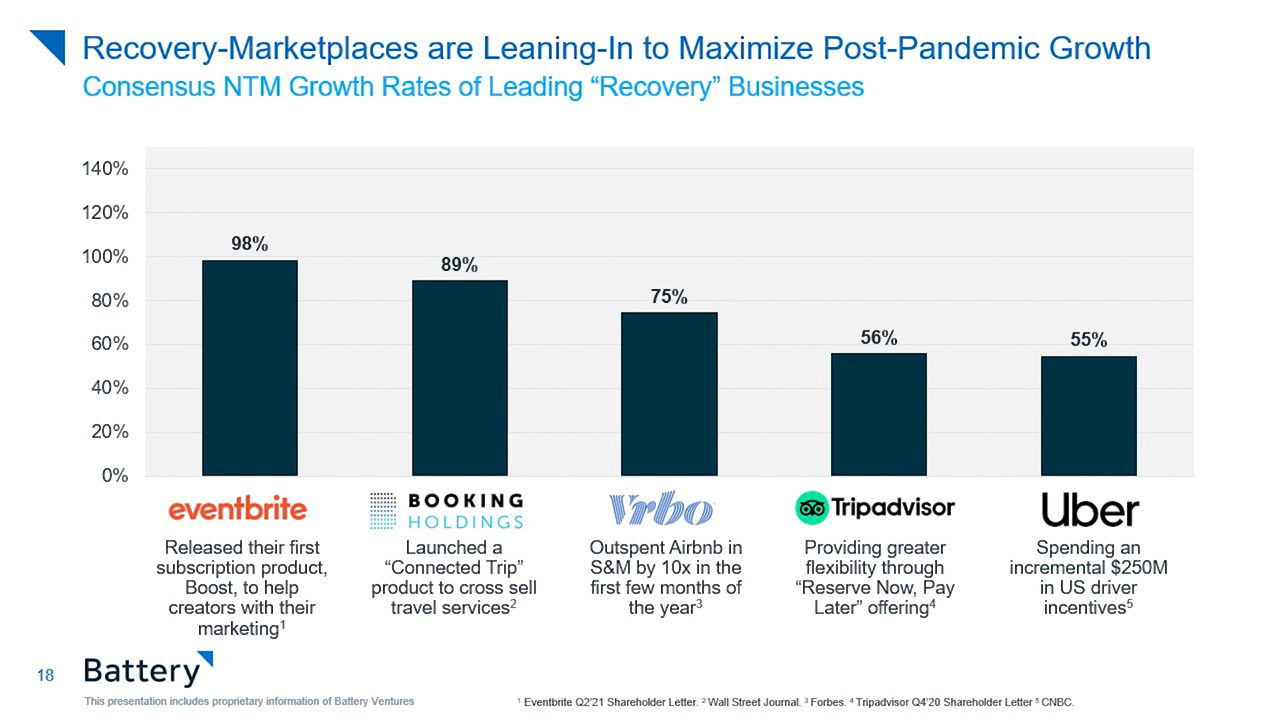 Recovery-Marketplaces are Leaning-In to Maximize Post-Pandemic Growth
Consensus NTM Growth Rates of Leading “Recovery” Businesses
140%
120%
100%
80%
60%
40%
20%
0%
98%
89%
75%
56%
55%
eventbrite
Released their first
subscription product,
Boost, to help
creators with their
marketing¹
BOOKING
HOLDINGS
Launched a
“Connected Trip”
product to cross sell
travel services²
Vrbo
Outspent Airbnb in
S&M by 10x in the
first few months of
the year³
Tripadvisor
Providing greater
flexibility through
“Reserve Now, Pay
Later” offering⁴
Uber
Spending an
incremental $250M
in US driver
incentives⁵
18
Battery
This presentation includes proprietary information of Battery Ventures
¹ Eventbrite Q2'21 Shareholder Letter. ² Wall Street Journal. ³ Forbes. ⁴ Tripadvisor Q4'20 Shareholder Letter ⁵ CNBC.